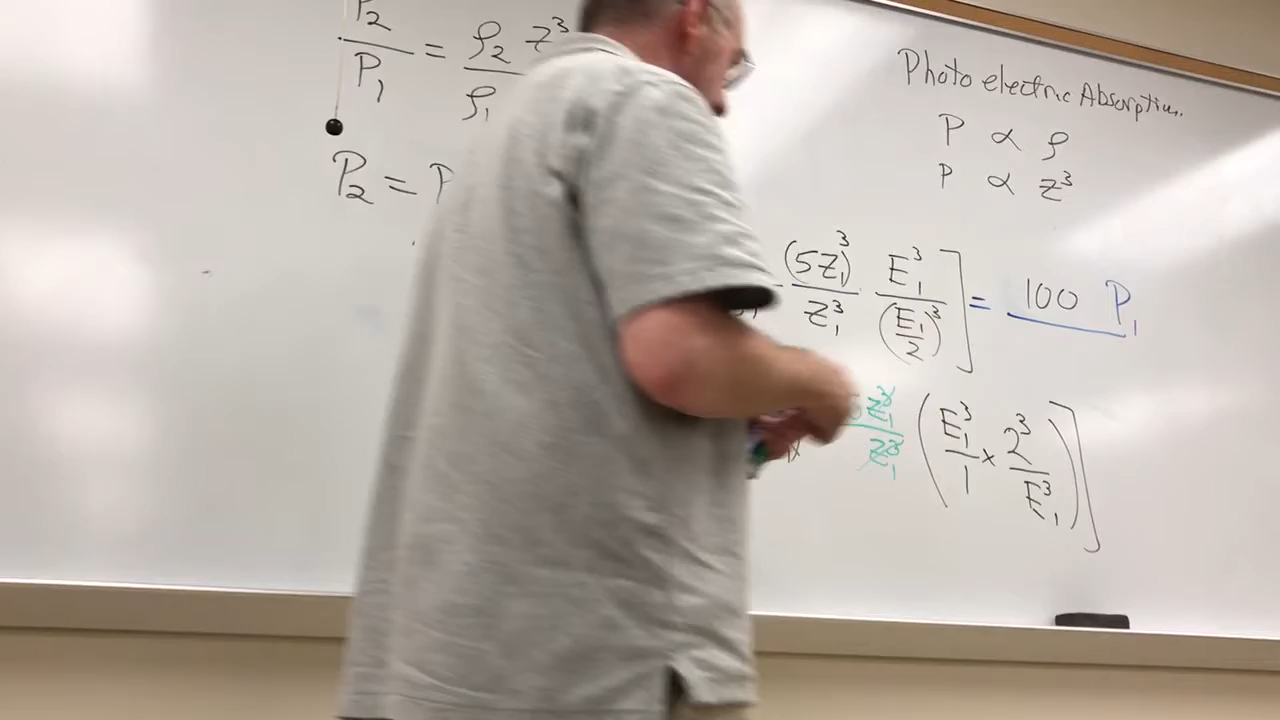 Photo electric Absorption.
P ∝ ρ
P ∝ Z³
P₂/P₁ = ρ₂/ρ₁ Z³
P₂ = P
(5Z₁)³/Z₁³ · E₁³/(E₁/2)³ ] = 100 P₁
(E₁³/1 × 2³/E₁³) ]